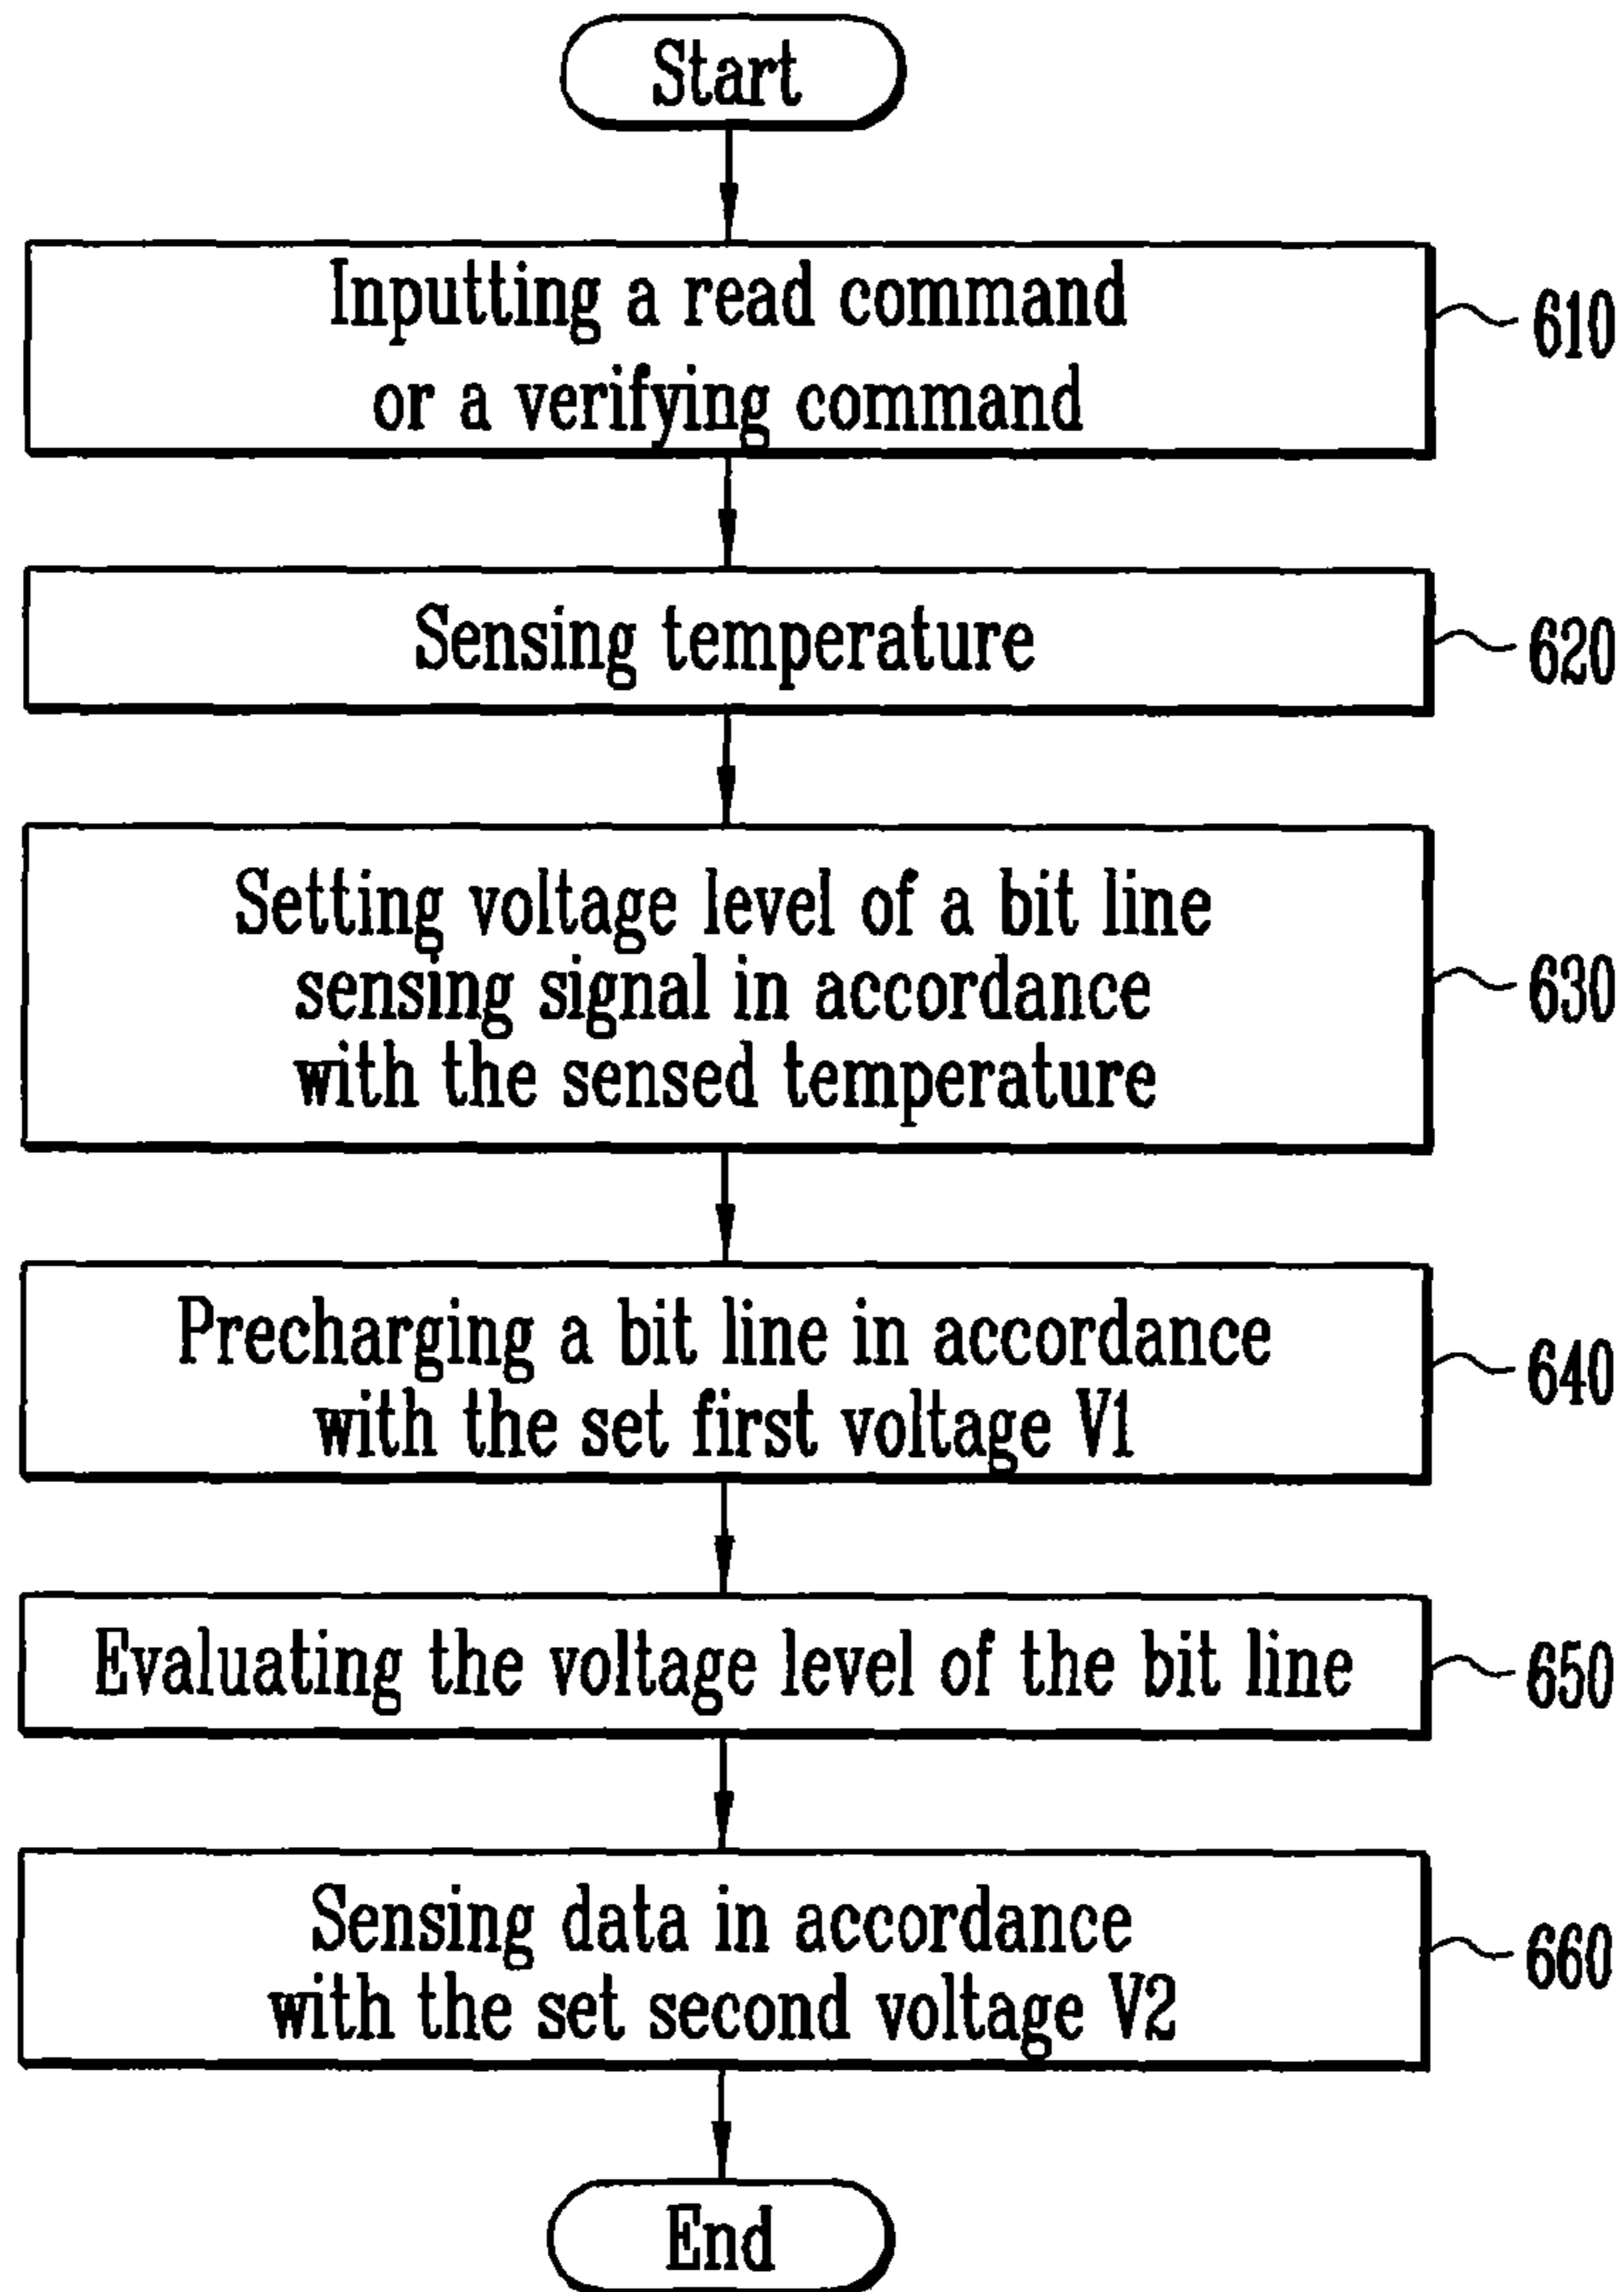 Start
Inputting a read command
or a verifying command
610
Sensing temperature
620
Setting voltage level of a bit line
sensing signal in accordance
with the sensed temperature
630
Precharging a bit line in accordance
with the set first voltage V1
640
Evaluating the voltage level of the bit line
650
Sensing data in accordance
with the set second voltage V2
660
End